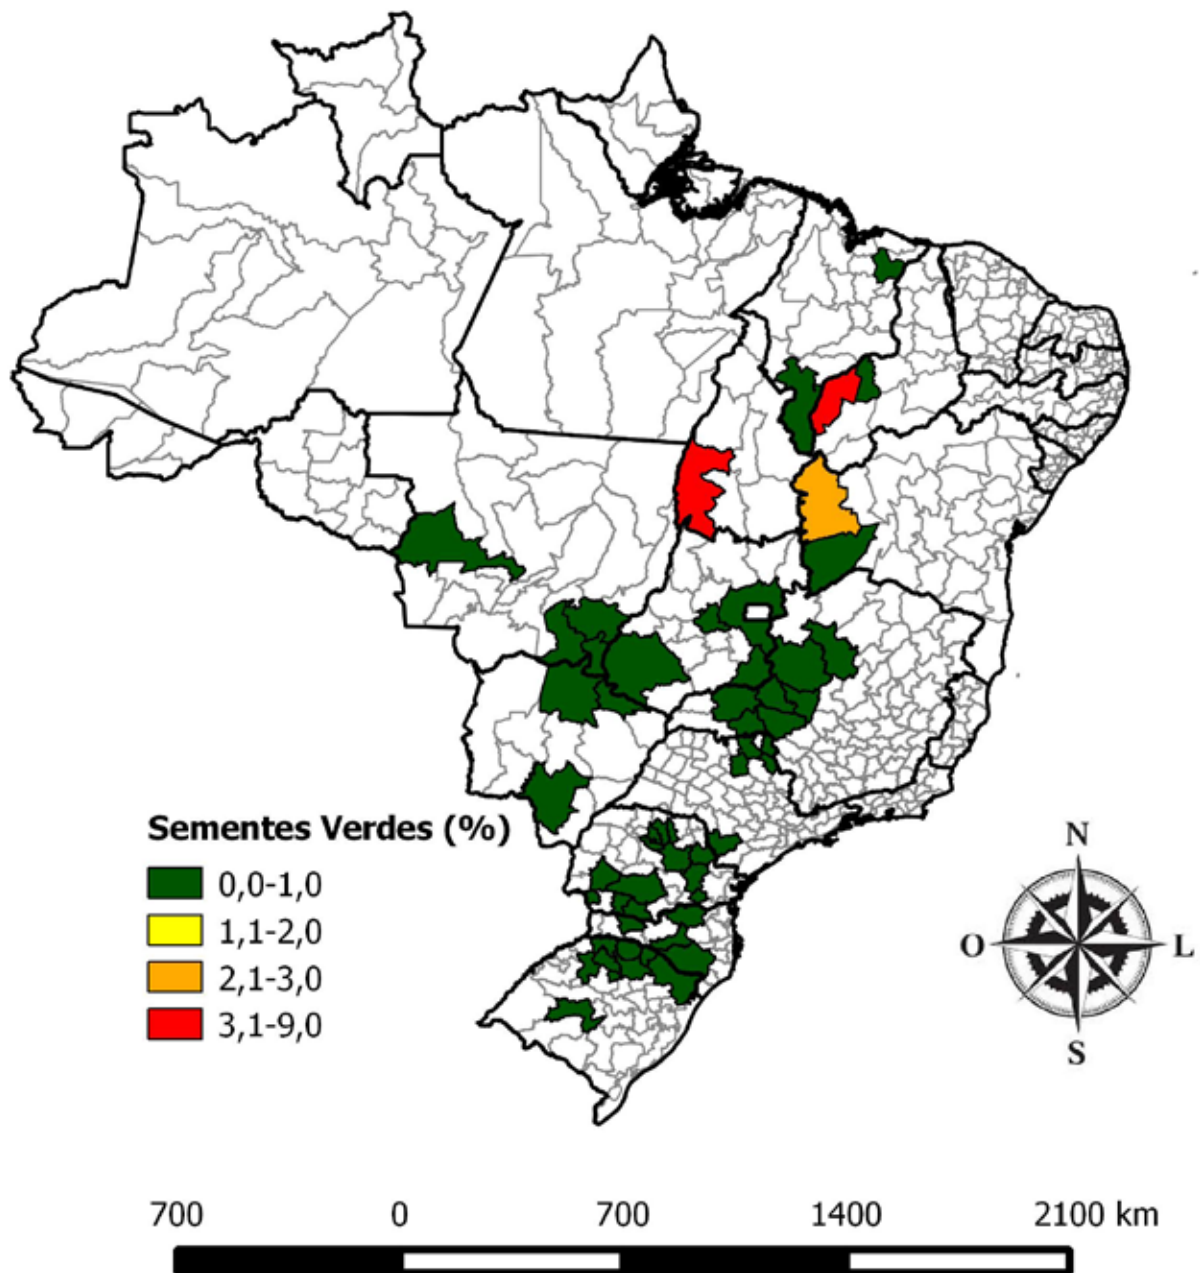 Sementes Verdes (%)
0,0-1,0
1,1-2,0
2,1-3,0
3,1-9,0
N
O
L
S
700 0 700 1400 2100 km